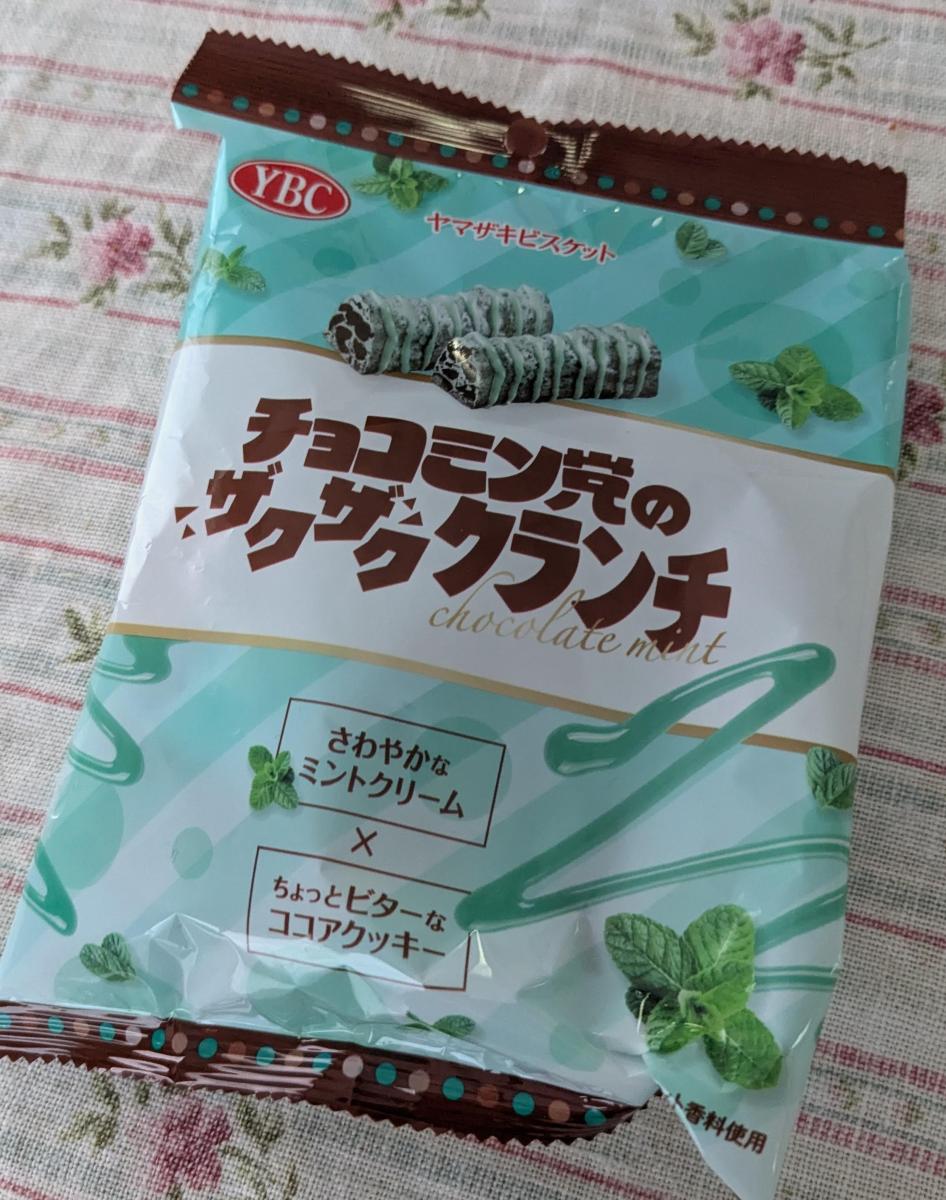 YBC
ヤマザキビスケット
チョコミン党の
ザクザククランチ
chocolate mint
さわやかな
ミントクリーム
×
ちょっとビターな
ココアクッキー
香料使用